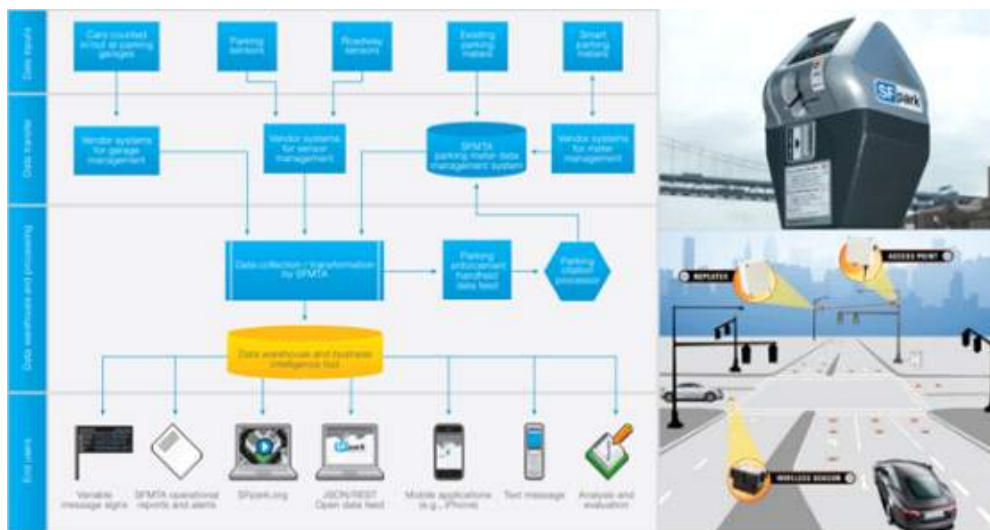 Data inputs
Cars counted
in/out at parking
garages
Parking
sensors
Roadway
sensors
Existing
parking
meters
Smart
parking
meters
Data transfer
Vendor systems
for garage
management
Vendor systems
for sensor
management
SFMTA
parking meter data
management system
Vendor systems
for meter
management
Data warehouse and processing
Data collection – transformation
for SFMTA
Parking
enforcement
handheld
data feed
Parking
citation
processor
Data warehouse and business
intelligence tool
End users
Variable
message signs
SFMTA operational
reports and alerts
SFpark.org
SFpark
JSON/REST
Open data feed
Mobile applications
(e.g., iPhone)
Text message
Analysis and
evaluation
SFpark
REPEATER
ACCESS POINT
WIRELESS SENSOR